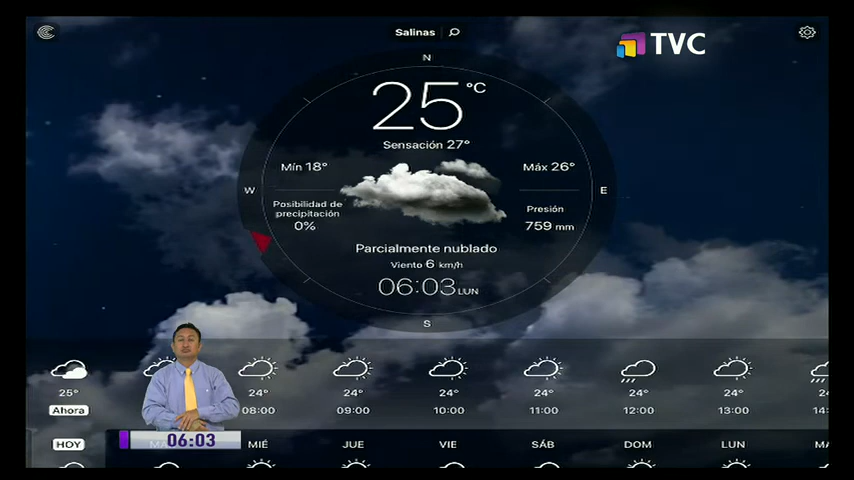 Salinas
TVC
N
25 °C
Sensación 27°
Mín 18°
Máx 26°
W
E
Posibilidad de
precipitación
0%
Presión
759 mm
Parcialmente nublado
Viento 6 km/h
06:03 LUN
S
25° 24° 24° 24° 24° 24° 24°
Ahora 08:00 09:00 10:00 11:00 12:00 13:00 14:
HOY MIÉ JUE VIE SÁB DOM LUN MA
06:03